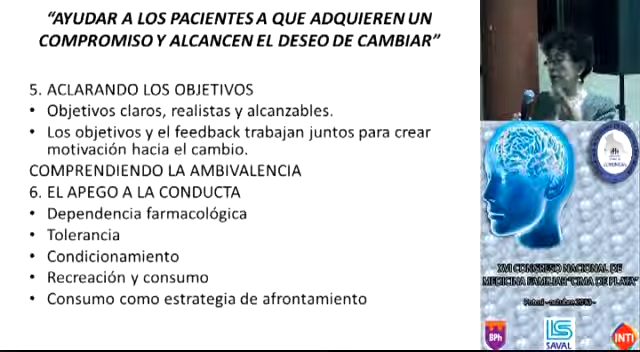 “AYUDAR A LOS PACIENTES A QUE ADQUIEREN UN
COMPROMISO Y ALCANCEN EL DESEO DE CAMBIAR”
5. ACLARANDO LOS OBJETIVOS
• Objetivos claros, realistas y alcanzables.
• Los objetivos y el feedback trabajan juntos para crear
motivación hacia el cambio.
COMPRENDIENDO LA AMBIVALENCIA
6. EL APEGO A LA CONDUCTA
• Dependencia farmacológica
• Tolerancia
• Condicionamiento
• Recreación y consumo
• Consumo como estrategia de afrontamiento
XVI CONGRESO NACIONAL DE
MEDICINA FAMILIAR "CIMA DE PLATA"
BPh
LS
SAVAL
INTI